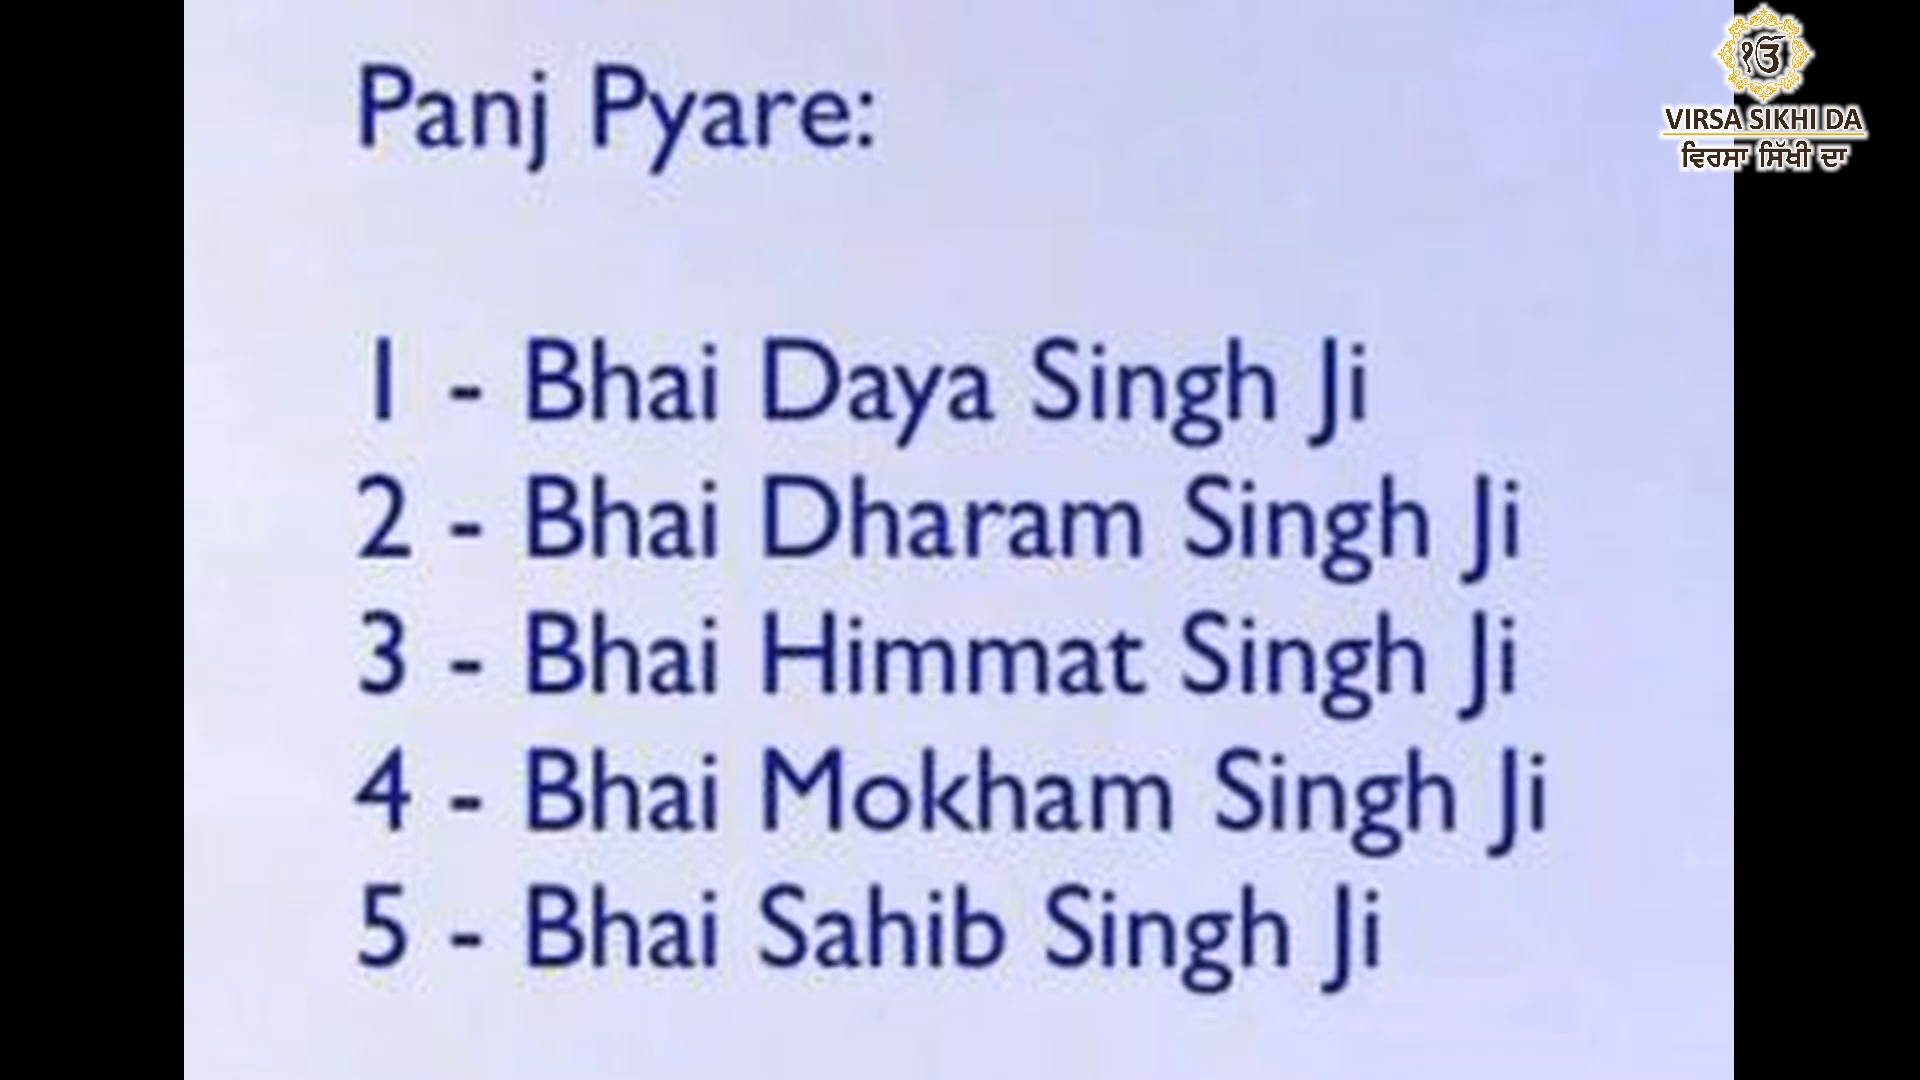 Panj Pyare:
1 - Bhai Daya Singh Ji
2 - Bhai Dharam Singh Ji
3 - Bhai Himmat Singh Ji
4 - Bhai Mokham Singh Ji
5 - Bhai Sahib Singh Ji
ੴ
VIRSA SIKHI DA
ਵਿਰਸਾ ਸਿੱਖੀ ਦਾ